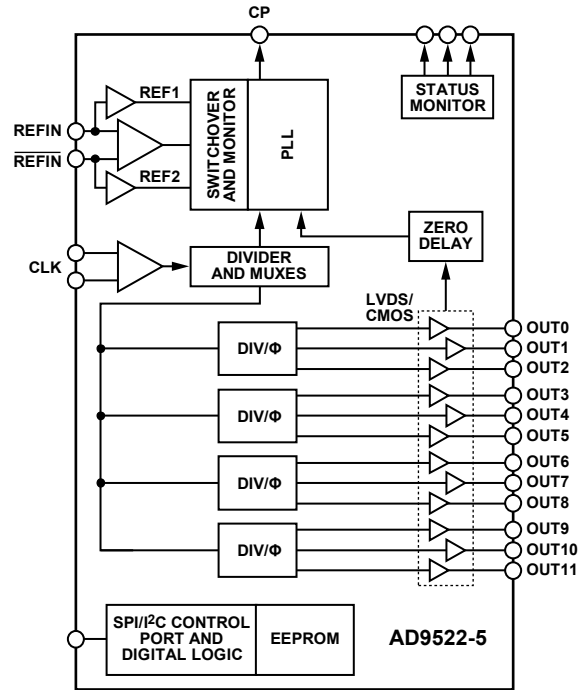 CP
REF1
REFIN
REFIN
REF2
SWITCHOVER
AND MONITOR
PLL
STATUS
MONITOR
CLK
DIVIDER
AND MUXES
ZERO
DELAY
LVDS/
CMOS
DIV/Φ
OUT0
OUT1
OUT2
DIV/Φ
OUT3
OUT4
OUT5
DIV/Φ
OUT6
OUT7
OUT8
DIV/Φ
OUT9
OUT10
OUT11
SPI/I²C CONTROL
PORT AND
DIGITAL LOGIC
EEPROM
AD9522-5